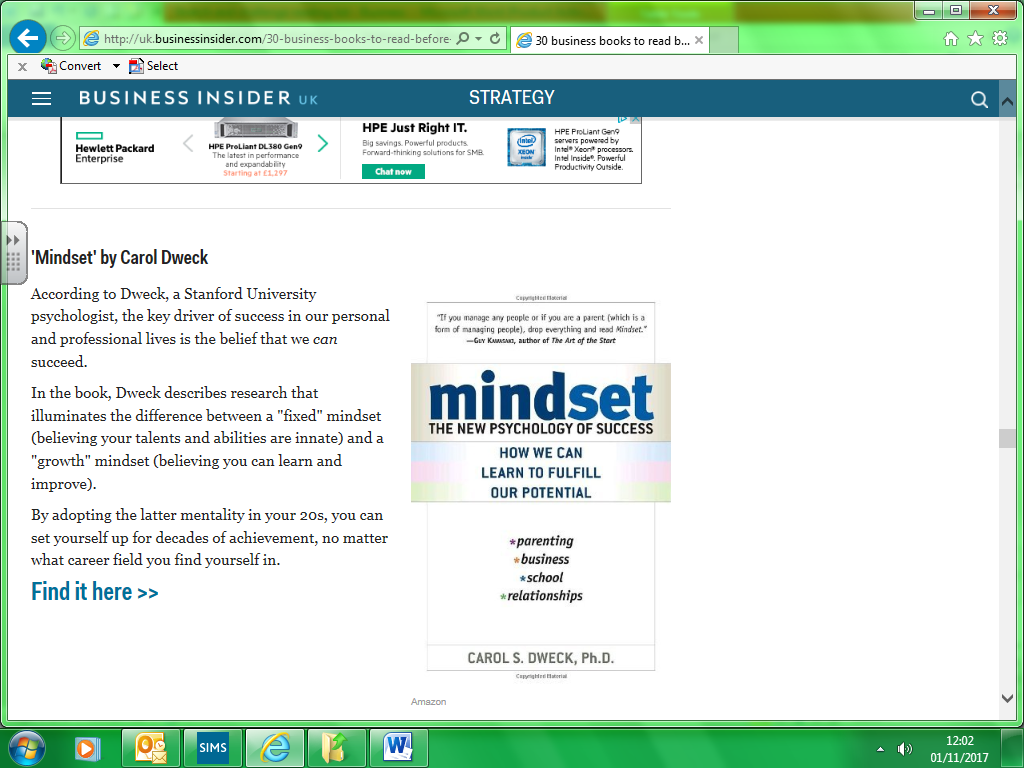 http://uk.businessinsider.com/30-business-books-to-read-before-
30 business books to read b...
Convert Select
BUSINESS INSIDER UK
STRATEGY
Hewlett Packard
Enterprise
HPE ProLiant DL380 Gen9
The latest in performance
and expandability
Starting at £1,297
HPE Just Right IT.
Big savings. Powerful products.
Forward-thinking solutions for SMB.
Chat now
intel
XEON
inside
HPE ProLiant Gen9
servers powered by
Intel® Xeon® processors.
Intel Inside®. Powerful
Productivity Outside.
'Mindset' by Carol Dweck
According to Dweck, a Stanford University
psychologist, the key driver of success in our personal
and professional lives is the belief that we can
succeed.
In the book, Dweck describes research that
illuminates the difference between a "fixed" mindset
(believing your talents and abilities are innate) and a
"growth" mindset (believing you can learn and
improve).
By adopting the latter mentality in your 20s, you can
set yourself up for decades of achievement, no matter
what career field you find yourself in.
Find it here >>
Copyrighted Material
"If you manage any people or if you are a parent (which is a
form of managing people), drop everything and read Mindset."
—GUY KAWASAKI, author of The Art of the Start
mindset
THE NEW PSYCHOLOGY OF SUCCESS
HOW WE CAN
LEARN TO FULFILL
OUR POTENTIAL
*parenting
*business
*school
*relationships
CAROL S. DWECK, Ph.D.
Copyrighted Material
Amazon
SIMS
12:02
01/11/2017